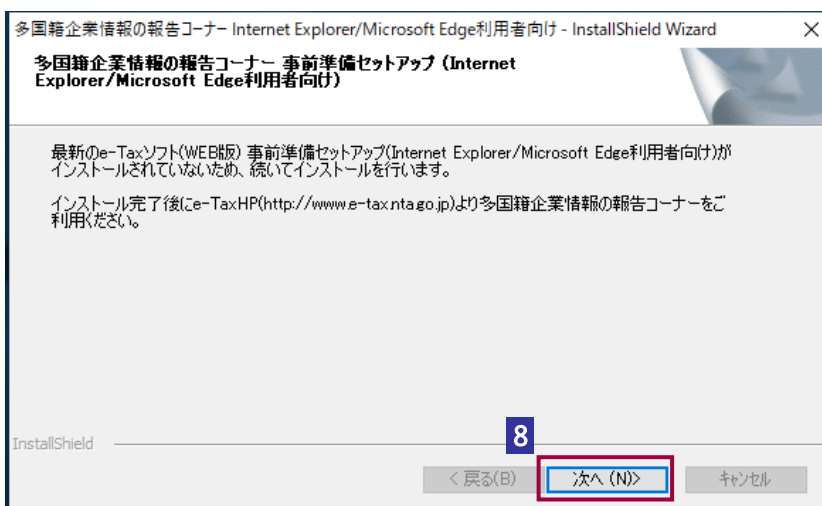 多国籍企業情報の報告コーナー Internet Explorer/Microsoft Edge利用者向け - InstallShield Wizard
多国籍企業情報の報告コーナー 事前準備セットアップ (Internet
Explorer/Microsoft Edge利用者向け)
最新のe-Taxソフト(WEB版) 事前準備セットアップ(Internet Explorer/Microsoft Edge利用者向け)が
インストールされていないため、続いてインストールを行います。
インストール完了後にe-TaxHP(http://www.e-tax.nta.go.jp)より多国籍企業情報の報告コーナーをご
利用ください。
8
InstallShield
< 戻る(B)
次へ (N)>
キャンセル